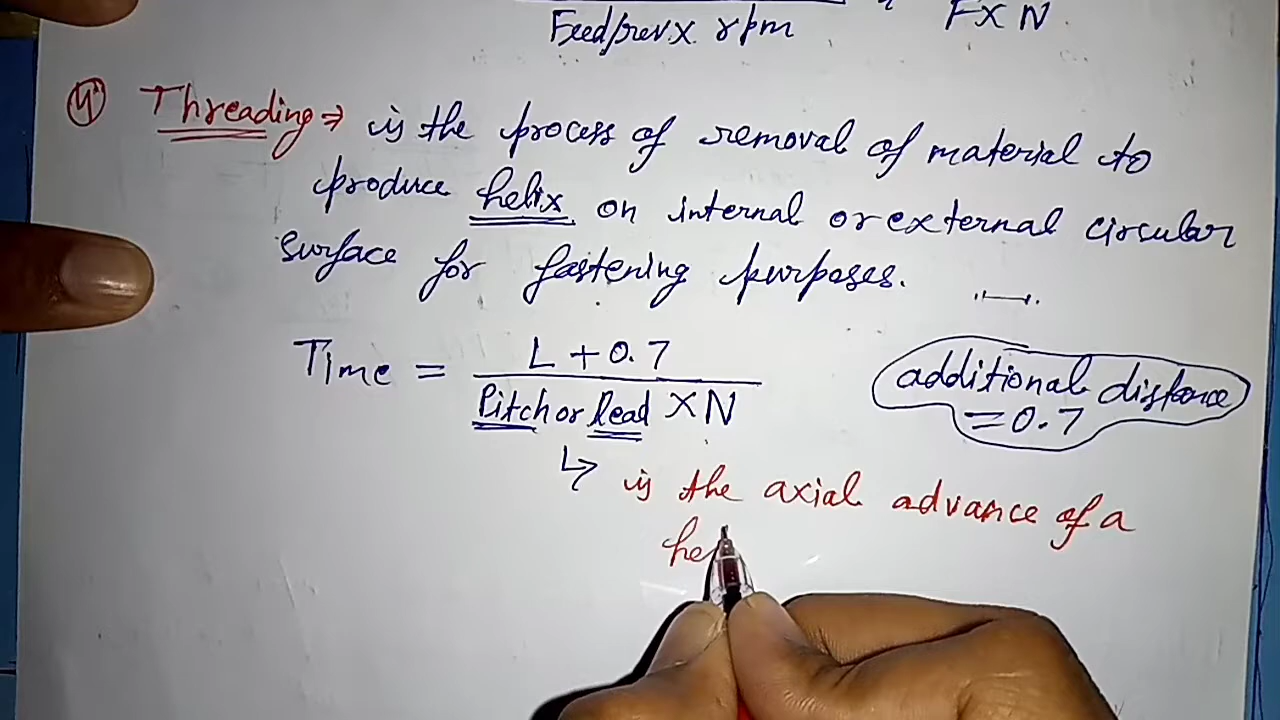 Feed/rev x rpm
F X N
4 Threading ⇒ is the process of removal of material to
produce helix on internal or external circular
surface for fastening purposes.
Time = L + 0.7
Pitch or Lead X N
additional distance
= 0.7
↳ is the axial advance of a
he